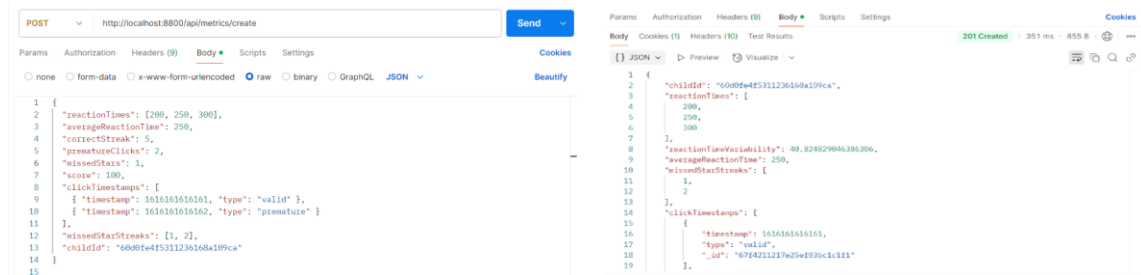 POST http://localhost:8800/api/metrics/create Send
Params Authorization Headers (9) Body Scripts Settings Cookies
none form-data x-www-form-urlencoded raw binary GraphQL JSON Beautify
1 {
2 "reactionTimes": [200, 250, 300],
3 "averageReactionTime": 250,
4 "correctStreak": 5,
5 "prematureClicks": 2,
6 "missedStars": 1,
7 "score": 100,
8 "clickTimestamps": [
9 { "timestamp": 1616161616161, "type": "valid" },
10 { "timestamp": 1616161616162, "type": "premature" }
11 ],
12 "missedStarStreaks": [1, 2],
13 "childId": "60d0fe4f5311236168a109ca"
14 }
15
Params Authorization Headers (9) Body Scripts Settings Cookies
Body Cookies (1) Headers (10) Test Results 201 Created 351 ms 855 B
{} JSON Preview Visualize
1 {
2 "childId": "60d0fe4f5311236168a109ca",
3 "reactionTimes": [
4 200,
5 250,
6 300
7 ],
8 "reactionTimeVariability": 40.824829046386306,
9 "averageReactionTime": 250,
10 "missedStarStreaks": [
11 1,
12 2
13 ],
14 "clickTimestamps": [
15 {
16 "timestamp": 1616161616161,
17 "type": "valid",
18 "_id": "67f4211217e25ef03bc1c1f1"
19 },